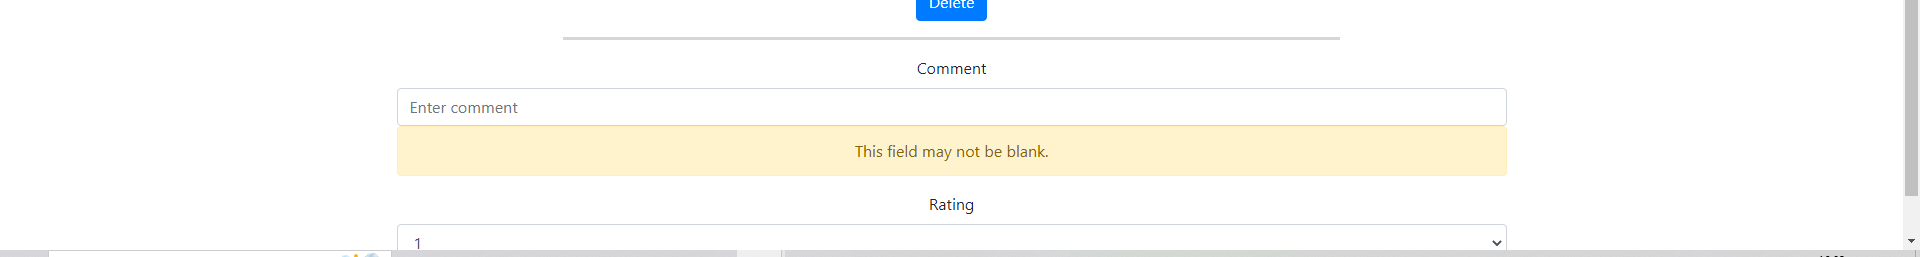 Delete
Comment
Enter comment
This field may not be blank.
Rating
1